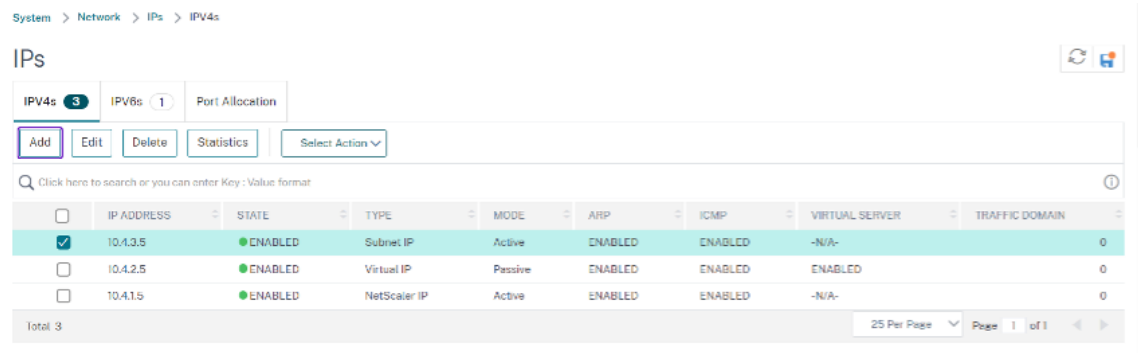 System > Network > IPs > IPV4s
IPs
IPV4s 3 IPV6s 1 Port Allocation
Add Edit Delete Statistics Select Action
Click here to search or you can enter Key : Value format
IP ADDRESS STATE TYPE MODE ARP ICMP VIRTUAL SERVER TRAFFIC DOMAIN
10.4.3.5 ENABLED Subnet IP Active ENABLED ENABLED -N/A- 0
10.4.2.5 ENABLED Virtual IP Passive ENABLED ENABLED ENABLED 0
10.4.1.5 ENABLED NetScaler IP Active ENABLED ENABLED -N/A- 0
Total 3 25 Per Page Page 1 of 1